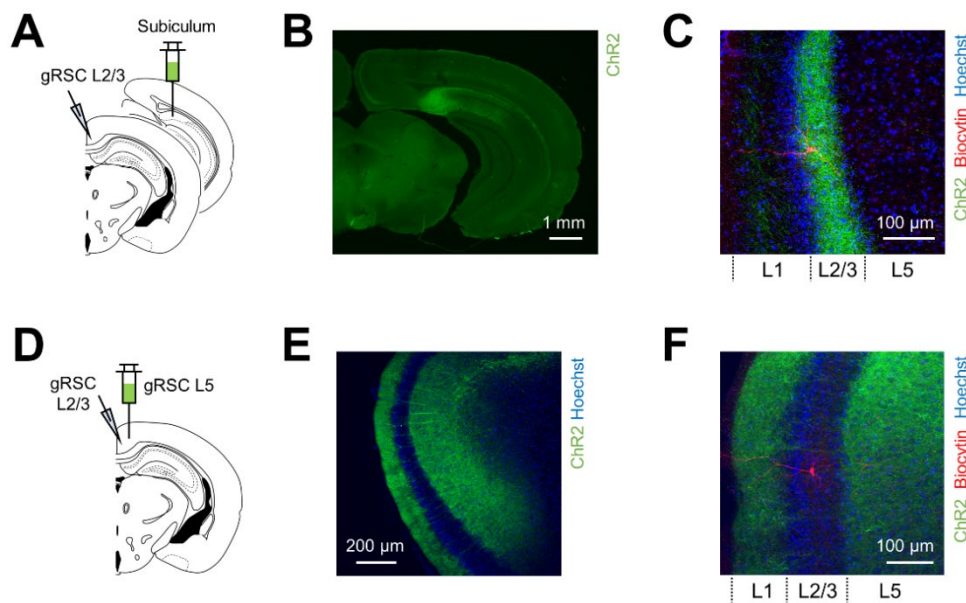 A
Subiculum
gRSC L2/3
B
ChR2
1 mm
C
ChR2 Biocytin Hoechst
100 µm
L1 L2/3 L5
D
gRSC
L2/3
gRSC L5
E
ChR2 Hoechst
200 µm
F
ChR2 Biocytin Hoechst
100 µm
L1 L2/3 L5